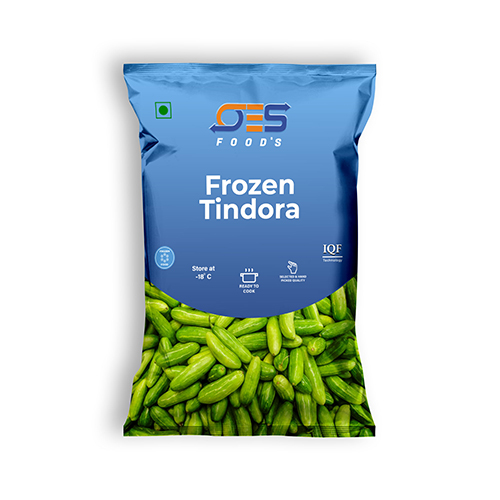 OES
FOOD'S
Frozen
Tindora
Store at
-18° C
READY TO
COOK
SELECTED & HAND
PICKED QUALITY
IQF
Technology